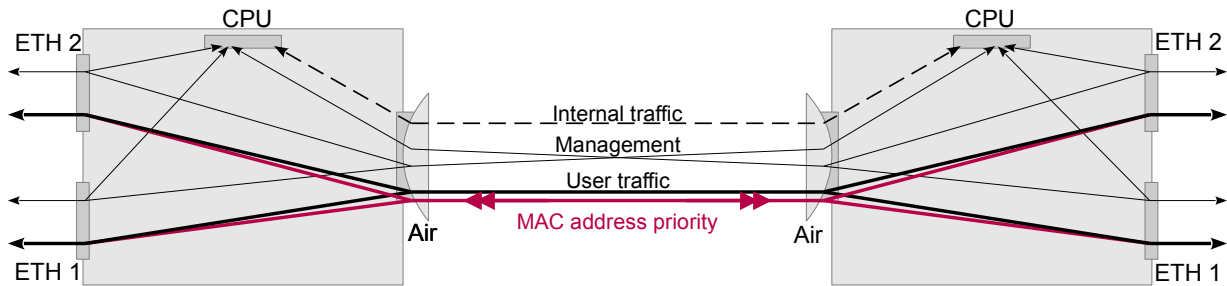 CPU
CPU
ETH 2
ETH 2
Internal traffic
Management
User traffic
MAC address priority
Air
Air
ETH 1
ETH 1